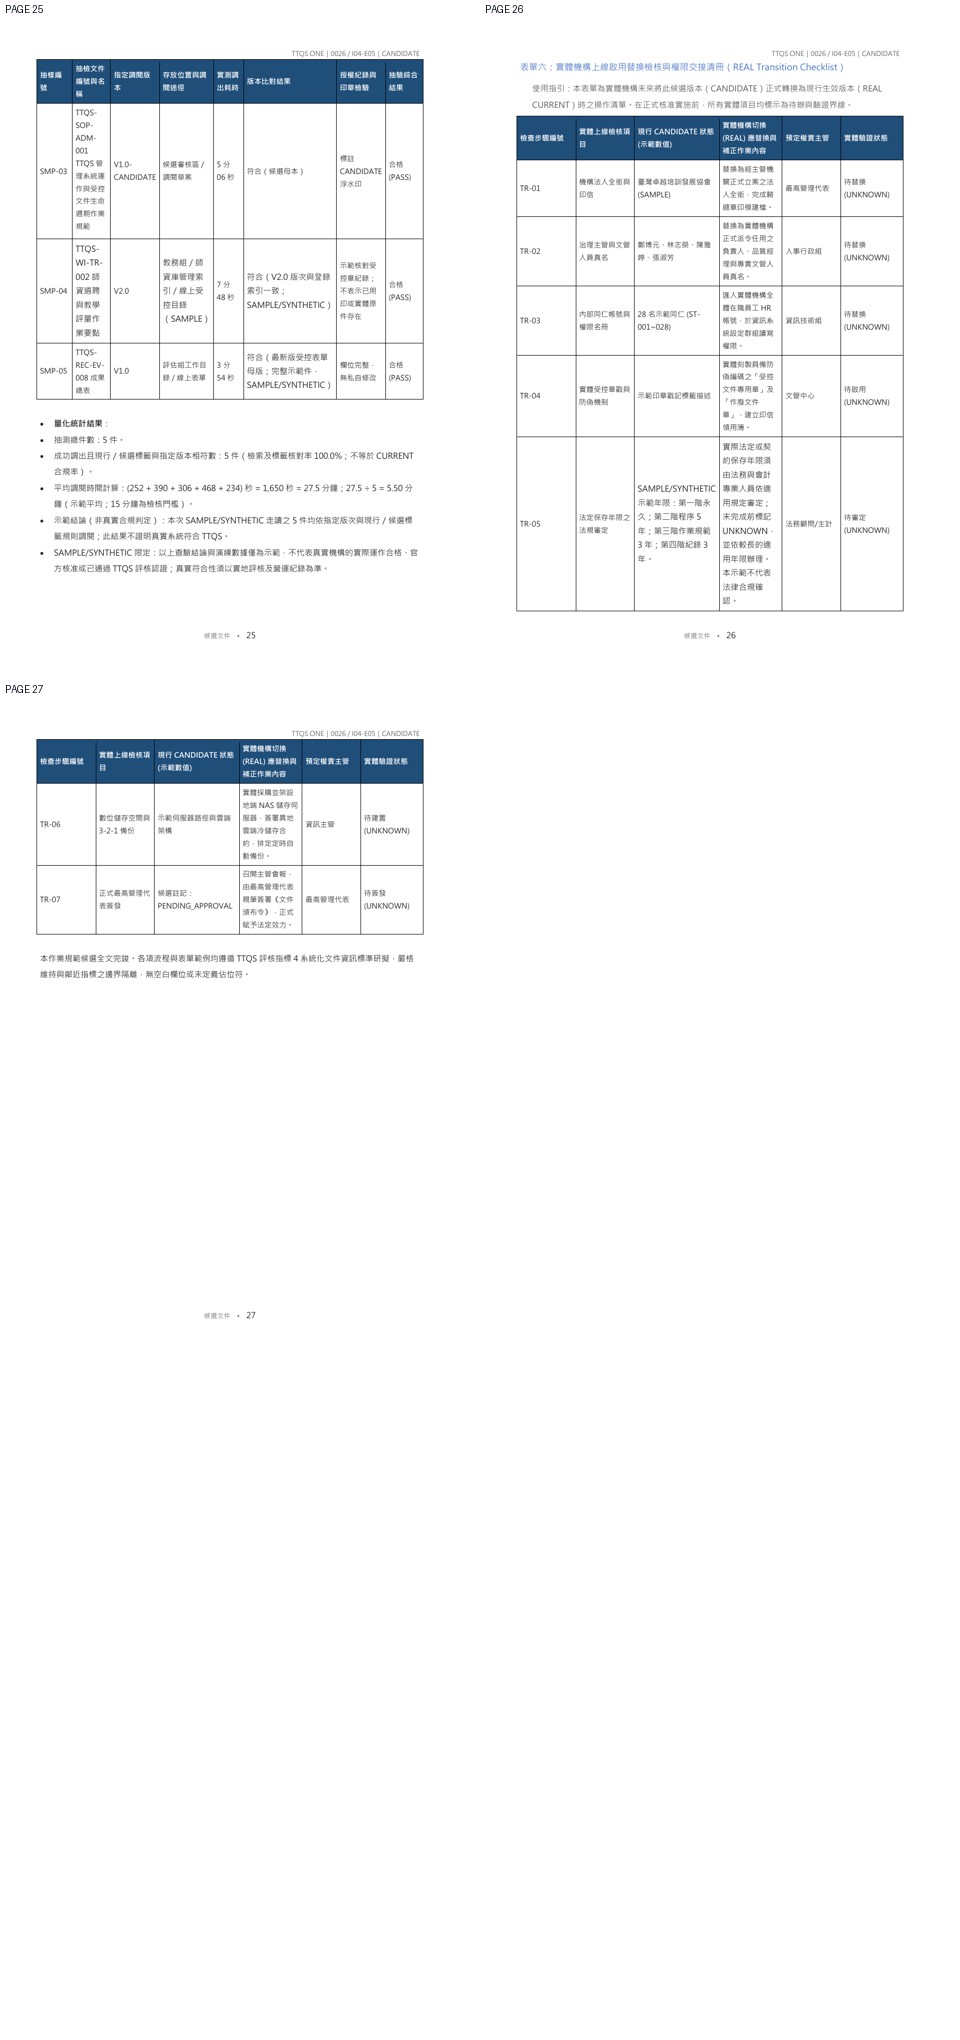 PAGE 25
TTQS ONE | 0026 / I04-E05 | CANDIDATE
抽樣編號
抽檢文件編號與名稱
指定調閱版本
存放位置與調閱途徑
實測調出耗時
版本比對結果
授權紀錄與印章檢驗
抽驗綜合結果
SMP-03
TTQS-SOP-ADM-001 TTQS 管理系統運作與受控文件生命週期作業規範
V1.0-CANDIDATE
候選審核區 / 調閱草案
5 分 06 秒
符合（候選母本）
標註 CANDIDATE 浮水印
合格 (PASS)
SMP-04
TTQS-WI-TR-002 師資遴聘與教學評量作業要點
V2.0
教務組 / 師資庫管理索引 / 線上受控目錄（SAMPLE）
7 分 48 秒
符合（V2.0 版次與登錄索引一致；SAMPLE/SYNTHETIC）
示範核對受控章紀錄；不表示已用印或實體原件存在
合格 (PASS)
SMP-05
TTQS-REC-EV-008 成果總表
V1.0
評估組工作目錄 / 線上表單
3 分 54 秒
符合（最新版受控表單母版；完整示範件，SAMPLE/SYNTHETIC）
欄位完整，無私自修改
合格 (PASS)
• 量化統計結果：
• 抽測總件數：5 件。
• 成功調出且現行 / 候選標籤與指定版本相符數：5 件（檢索及標籤核對率 100.0%；不等於 CURRENT
合規率）。
• 平均調閱時間計算：(252 + 390 + 306 + 468 + 234) 秒 = 1,650 秒 = 27.5 分鐘；27.5 ÷ 5 = 5.50 分
鐘（示範平均；15 分鐘為檢核門檻）。
• 示範結論（非真實合規判定）：本次 SAMPLE/SYNTHETIC 走讀之 5 件均依指定版次與現行 / 候選標
籤規則調閱；此結果不證明真實系統符合 TTQS。
• SAMPLE/SYNTHETIC 限定：以上查驗結論與演練數據僅為示範，不代表真實機構的實際運作合格、官
方核准或已通過 TTQS 評核認證；真實符合性須以實地評核及營運紀錄為準。
候選文件 • 25
PAGE 26
TTQS ONE | 0026 / I04-E05 | CANDIDATE
表單六：實體機構上線啟用替換檢核與權限交接清冊（REAL Transition Checklist）
使用指引：本表單為實體機構未來將此候選版本（CANDIDATE）正式轉換為現行生效版本（REAL
CURRENT）時之操作清單。在正式核准實施前，所有實體項目均標示為待辦與驗證界線。
檢查步驟編號
實體上線檢核項目
現行 CANDIDATE 狀態 (示範數值)
實體機構切換 (REAL) 應替換與補正作業內容
預定權責主管
實體驗證狀態
TR-01
機構法人全銜與印信
臺灣卓越培訓發展協會 (SAMPLE)
替換為經主管機關正式立案之法人全銜，完成騎縫章印模建檔。
最高管理代表
待替換 (UNKNOWN)
TR-02
治理主管與文管人員真名
鄭博元、林志榮、陳雅婷、張淑芳
替換為實體機構正式派令任用之負責人、品質經理與專責文管人員真名。
人事行政組
待替換 (UNKNOWN)
TR-03
內部同仁帳號與權限名冊
28 名示範同仁 (ST-001~028)
匯入實體機構全體在職員工 HR 帳號，於資訊系統設定群組讀寫權限。
資訊技術組
待替換 (UNKNOWN)
TR-04
實體受控章戳與防偽機制
示範印章戳記標籤描述
實體刻製具備防偽編碼之「受控文件專用章」及「作廢文件章」，建立印信領用簿。
文管中心
待啟用 (UNKNOWN)
TR-05
法定保存年限之法規審定
SAMPLE/SYNTHETIC 示範年限：第一階永久；第二階程序 5 年；第三階作業規範 3 年；第四階紀錄 3 年。
實際法定或契約保存年限須由法務與會計專業人員依適用規定審定；未完成前標記 UNKNOWN，並依較長的適用年限辦理。本示範不代表法律合規確認。
法務顧問/主計
待審定 (UNKNOWN)
候選文件 • 26
PAGE 27
TTQS ONE | 0026 / I04-E05 | CANDIDATE
檢查步驟編號
實體上線檢核項目
現行 CANDIDATE 狀態 (示範數值)
實體機構切換 (REAL) 應替換與補正作業內容
預定權責主管
實體驗證狀態
TR-06
數位儲存空間與 3-2-1 備份
示範伺服器路徑與雲端架構
實體採購並架設地端 NAS 儲存伺服器，簽署異地雲端冷儲存合約，排定定時自動備份。
資訊主管
待建置 (UNKNOWN)
TR-07
正式最高管理代表簽發
候選註記：PENDING_APPROVAL
召開主管會報，由最高管理代表親筆簽署《文件頒布令》，正式賦予法定效力。
最高管理代表
待簽發 (UNKNOWN)
本作業規範候選全文完竣。各項流程與表單範例均遵循 TTQS 評核指標 4 系統化文件資訊標準研擬，嚴格
維持與鄰近指標之邊界隔離，無空白欄位或未定義佔位符。
候選文件 • 27